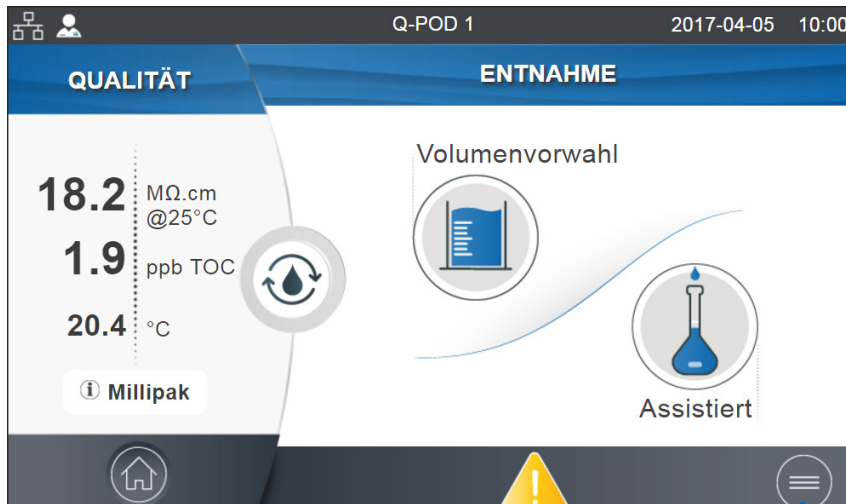 Q-POD 1
2017-04-05 10:00
QUALITÄT
ENTNAHME
18.2 MΩ.cm
@25°C
1.9 ppb TOC
20.4 °C
Millipak
Volumenvorwahl
Assistiert